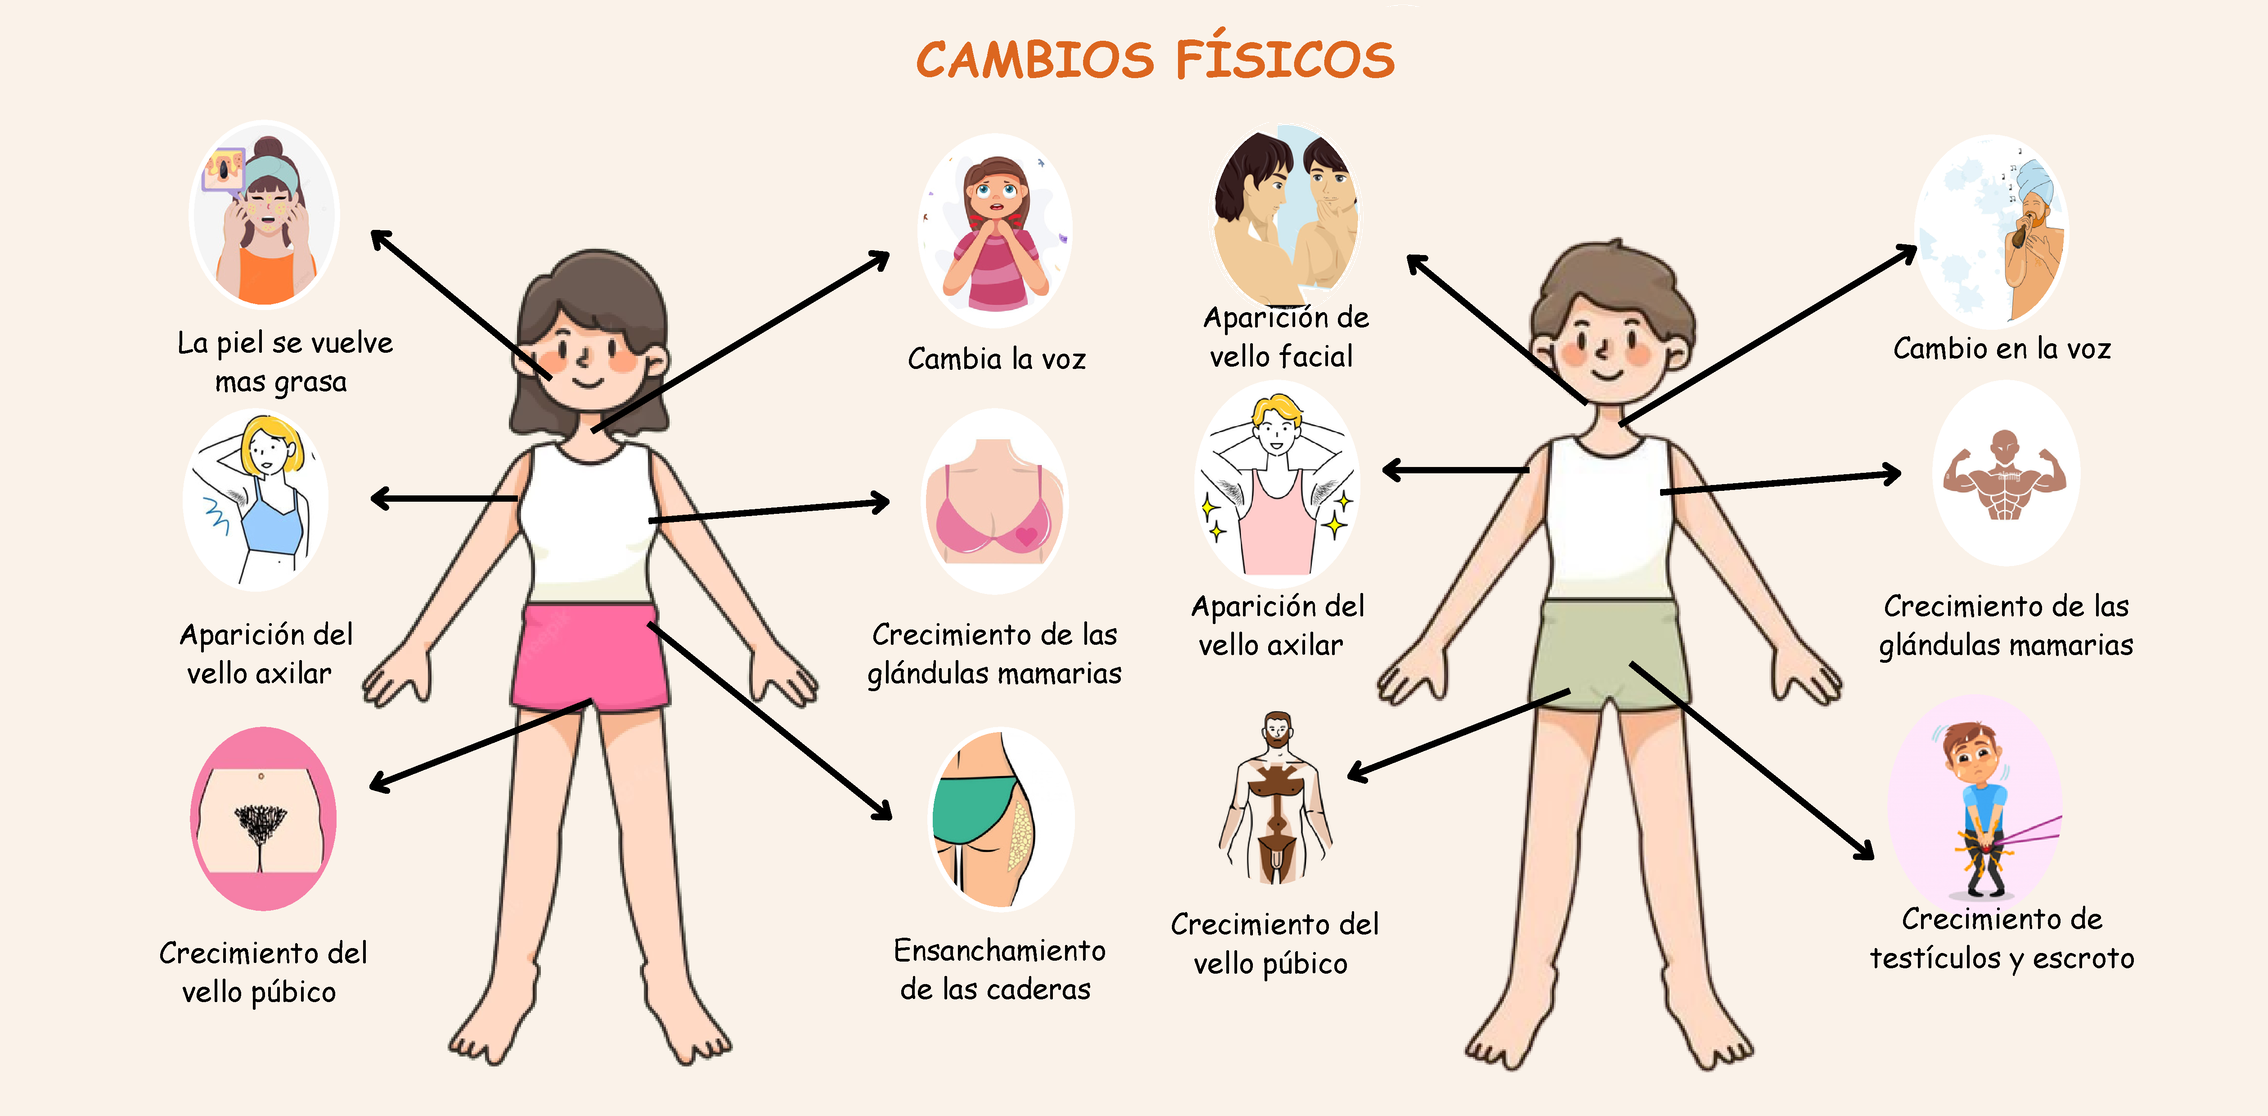 CAMBIOS FÍSICOS
La piel se vuelve
mas grasa
Cambia la voz
Aparición del
vello axilar
Crecimiento de las
glándulas mamarias
Crecimiento del
vello púbico
Ensanchamiento
de las caderas
Aparición de
vello facial
Cambio en la voz
Aparición del
vello axilar
Crecimiento de las
glándulas mamarias
Crecimiento del
vello púbico
Crecimiento de
testículos y escroto